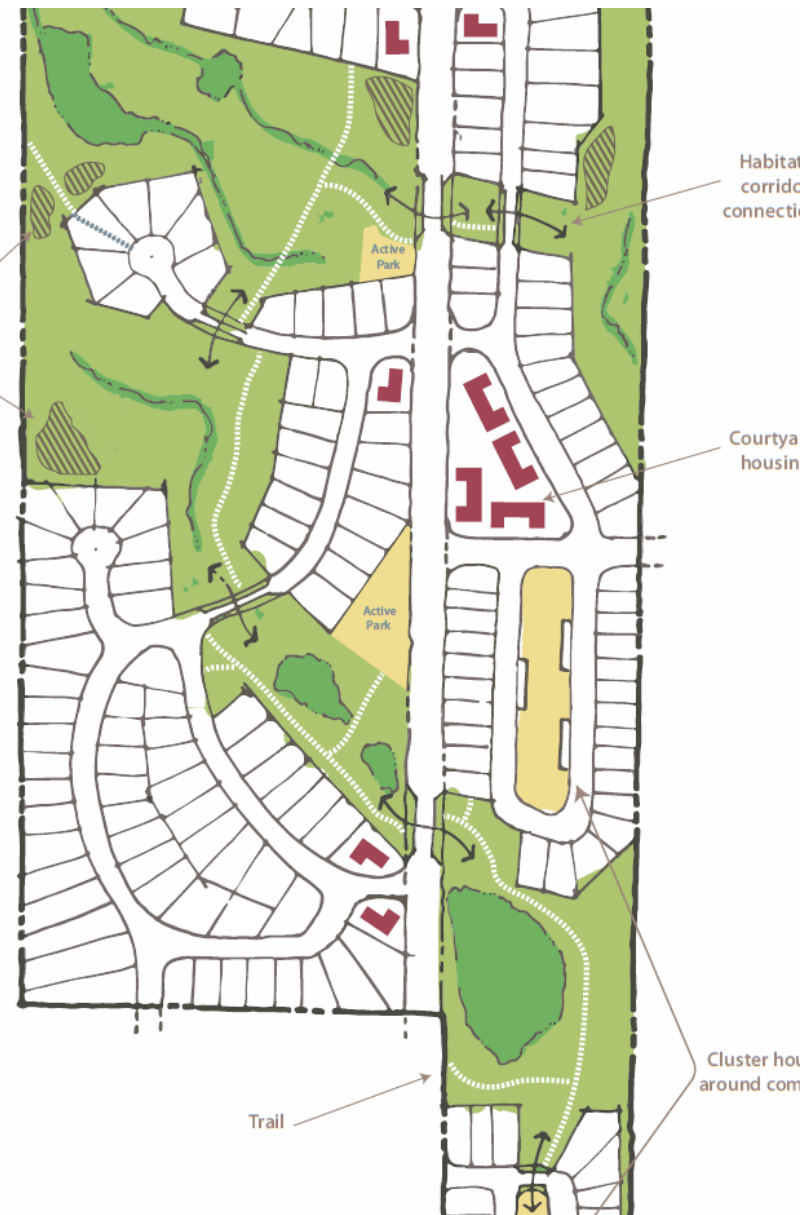 Habitat
corrido
connectio
Active
Park
Courtya
housin
Active
Park
Cluster hou
around com
Trail